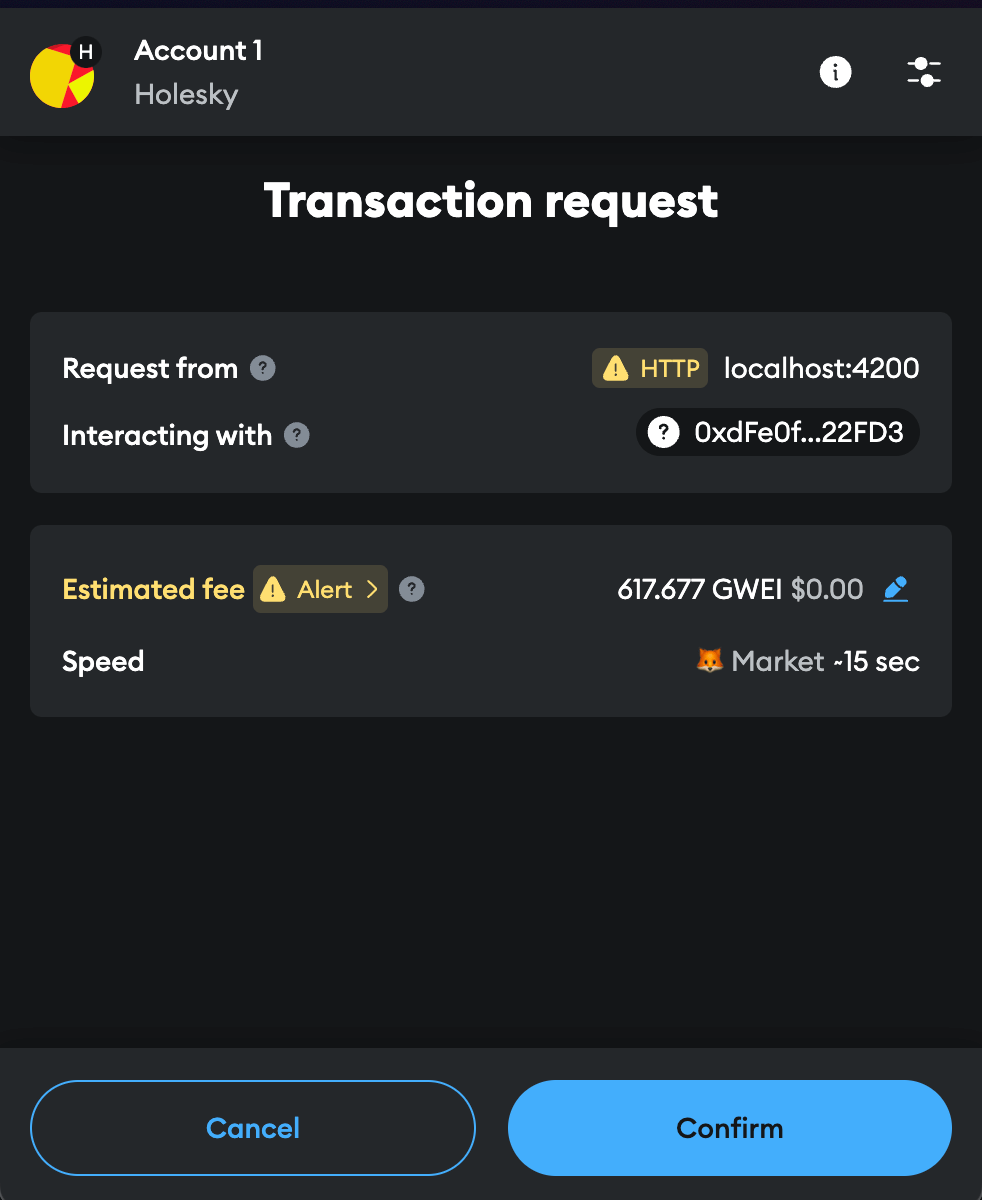 H
Account 1
Holesky
Transaction request
Request from ? HTTP localhost:4200
Interacting with ? ? 0xdFe0f...22FD3
Estimated fee Alert > ? 617.677 GWEI $0.00
Speed Market ~15 sec
Cancel Confirm